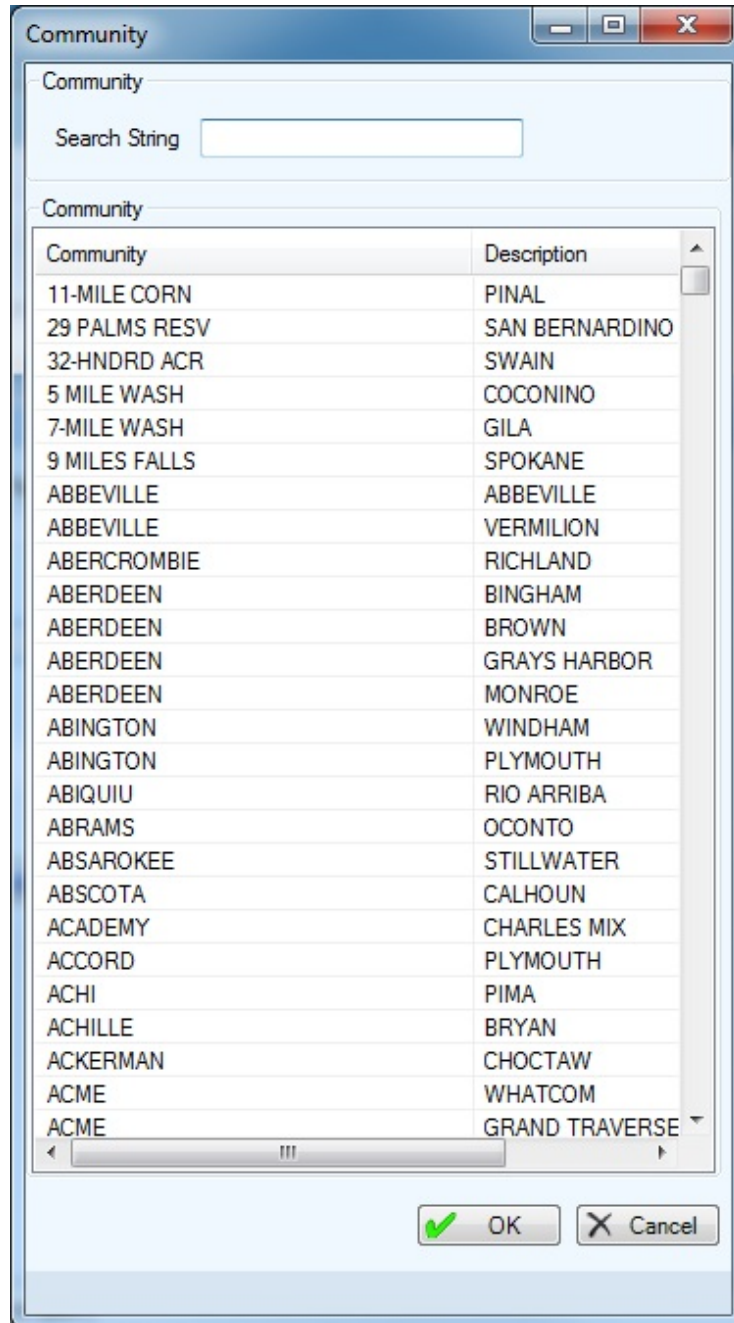 Community
Community
Search String
Community
Community Description
11-MILE CORN PINAL
29 PALMS RESV SAN BERNARDINO
32-HNDRD ACR SWAIN
5 MILE WASH COCONINO
7-MILE WASH GILA
9 MILES FALLS SPOKANE
ABBEVILLE ABBEVILLE
ABBEVILLE VERMILION
ABERCROMBIE RICHLAND
ABERDEEN BINGHAM
ABERDEEN BROWN
ABERDEEN GRAYS HARBOR
ABERDEEN MONROE
ABINGTON WINDHAM
ABINGTON PLYMOUTH
ABIQUIU RIO ARRIBA
ABRAMS OCONTO
ABSAROKEE STILLWATER
ABSCOTA CALHOUN
ACADEMY CHARLES MIX
ACCORD PLYMOUTH
ACHI PIMA
ACHILLE BRYAN
ACKERMAN CHOCTAW
ACME WHATCOM
ACME GRAND TRAVERSE
OK Cancel